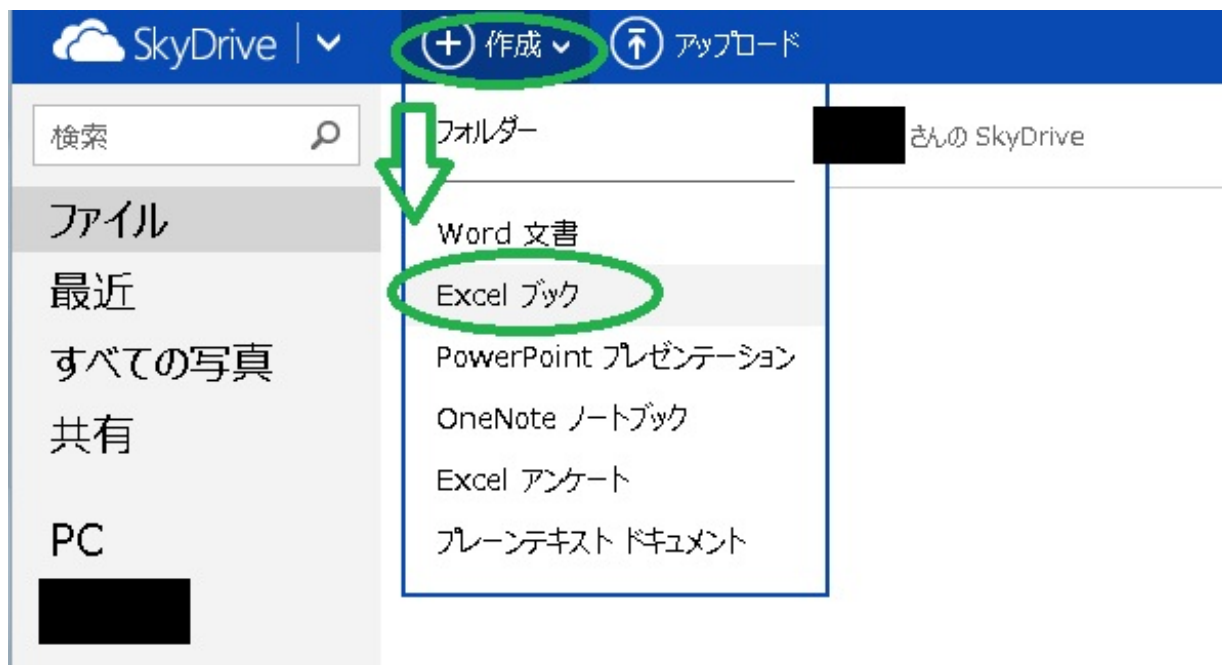 SkyDrive
作成
アップロード
検索
ファイル
最近
すべての写真
共有
PC
フォルダー
Word 文書
Excel ブック
PowerPoint プレゼンテーション
OneNote ノートブック
Excel アンケート
プレーンテキスト ドキュメント
さんの SkyDrive